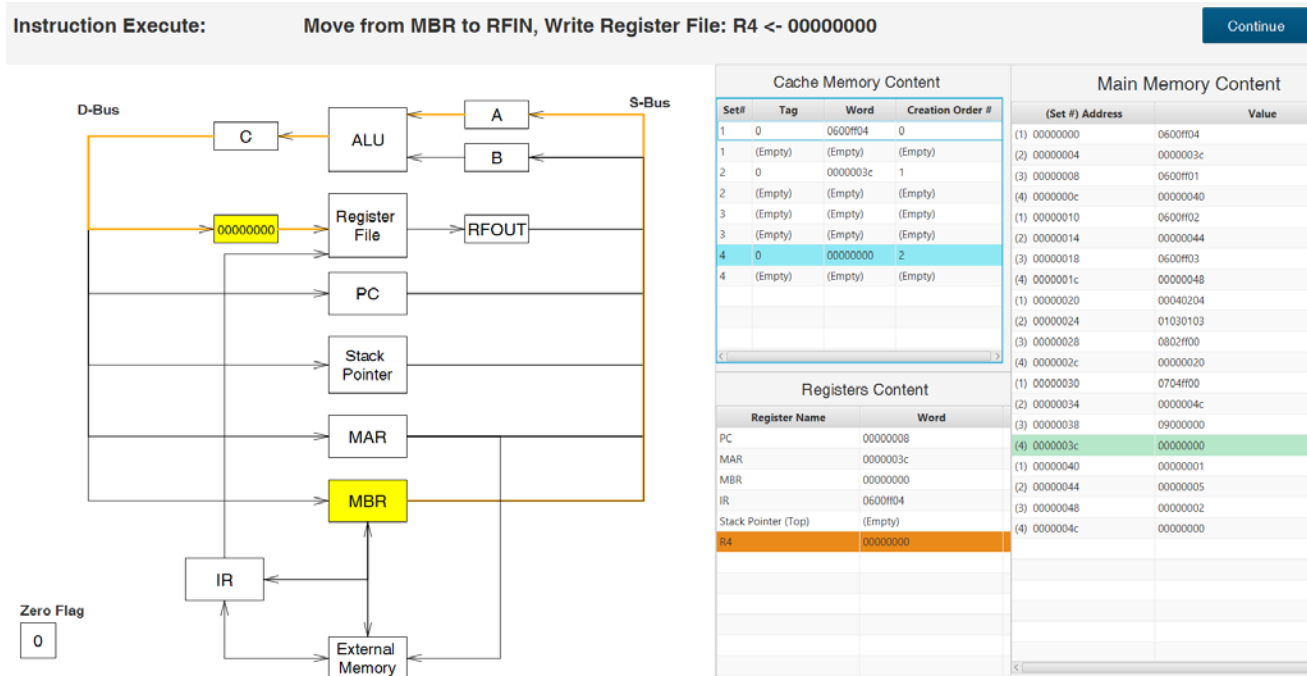 Instruction Execute: Move from MBR to RFIN, Write Register File: R4 <- 00000000
Continue
D-Bus
S-Bus
C
ALU
A
B
00000000
Register
File
RFOUT
PC
Stack
Pointer
MAR
MBR
IR
Zero Flag
0
External
Memory
Cache Memory Content
Set# Tag Word Creation Order #
1 0 0600ff04 0
1 (Empty) (Empty) (Empty)
2 0 0000003c 1
2 (Empty) (Empty) (Empty)
3 (Empty) (Empty) (Empty)
3 (Empty) (Empty) (Empty)
4 0 00000000 2
4 (Empty) (Empty) (Empty)
Registers Content
Register Name Word
PC 00000008
MAR 0000003c
MBR 00000000
IR 0600ff04
Stack Pointer (Top) (Empty)
R4 00000000
Main Memory Content
(Set #) Address Value
(1) 00000000 0600ff04
(2) 00000004 0000003c
(3) 00000008 0600ff01
(4) 0000000c 00000040
(1) 00000010 0600ff02
(2) 00000014 00000044
(3) 00000018 0600ff03
(4) 0000001c 00000048
(1) 00000020 00040204
(2) 00000024 01030103
(3) 00000028 0802ff00
(4) 0000002c 00000020
(1) 00000030 0704ff00
(2) 00000034 0000004c
(3) 00000038 09000000
(4) 0000003c 00000000
(1) 00000040 00000001
(2) 00000044 00000005
(3) 00000048 00000002
(4) 0000004c 00000000